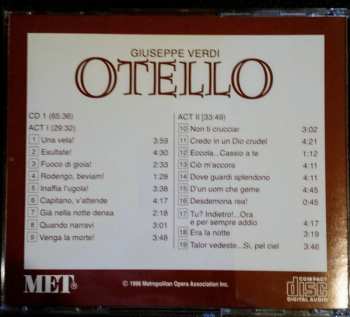 GIUSEPPE VERDI
OTELLO
CD 1 (65:36)
ACT I (29:32)
1 Una vela! 3:59
2 Esultate! 4:30
3 Fuoco di gioia! 2:33
4 Roderigo, beviam! 1:28
5 Inaffia l'ugola! 3:38
6 Capitano, v'attende 4:17
7 Già nella notte densa 2:18
8 Quando narravi 3:01
9 Venga la morte! 3:48
ACT II [33:49)
10 Non ti crucciar 3:02
11 Credo in un Dio crudel 4:21
12 Eccola...Cassio a te 1:12
13 Ciò m'accora 4:11
14 Dove guardi splendono 4:11
15 D'un uom che geme 4:45
16 Desdemona rea! :45
17 Tu? Indietro!...Ora
e per sempre addio 4:17
18 Era la notte 3:19
19 Talor vedeste...Sì, pel ciel 3:46
MET®
© 1996 Metropolitan Opera Association Inc.
COMPACT
disc
DIGITAL AUDIO